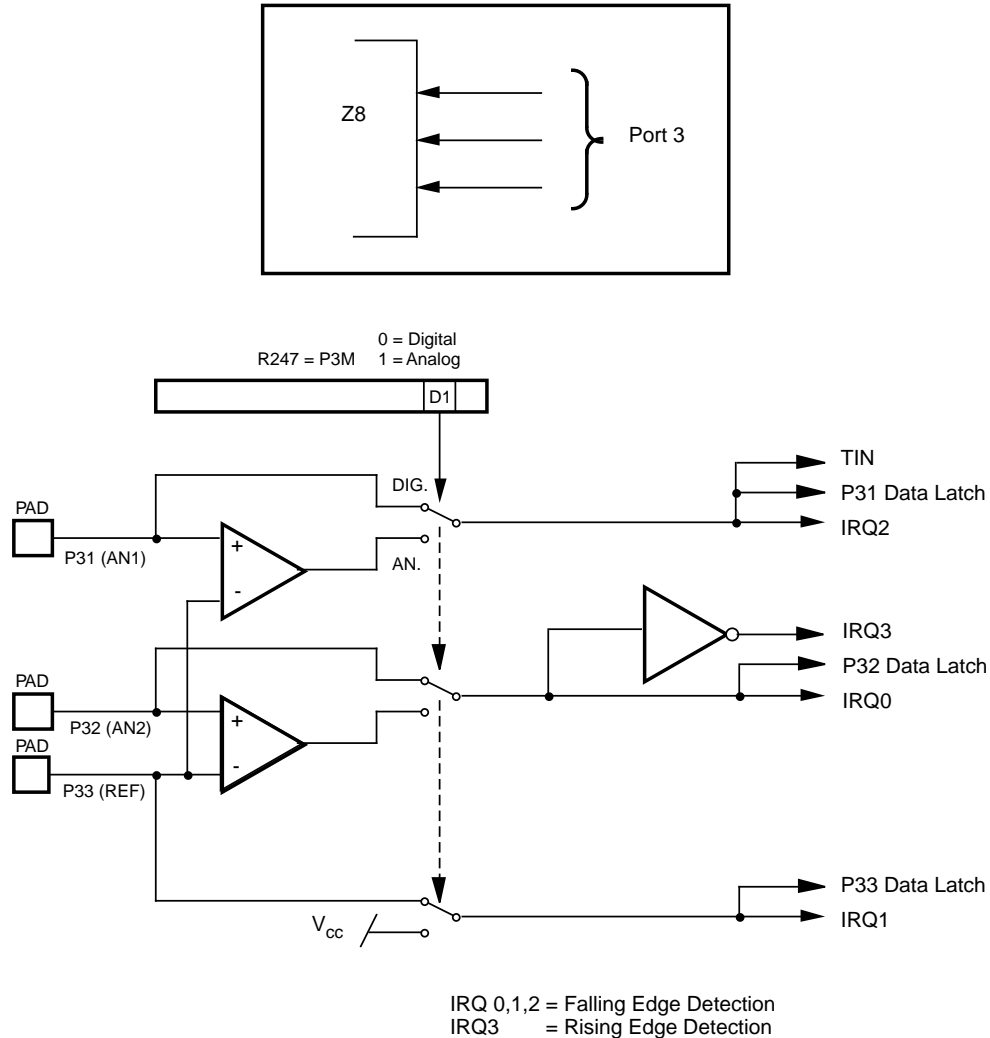 Z8
Port 3
0 = Digital
R247 = P3M 1 = Analog
D1
DIG.
AN.
TIN
P31 Data Latch
IRQ2
PAD
P31 (AN1)
+
-
IRQ3
P32 Data Latch
IRQ0
PAD
P32 (AN2)
PAD
P33 (REF)
+
-
P33 Data Latch
IRQ1
Vcc
IRQ 0,1,2 = Falling Edge Detection
IRQ3 = Rising Edge Detection